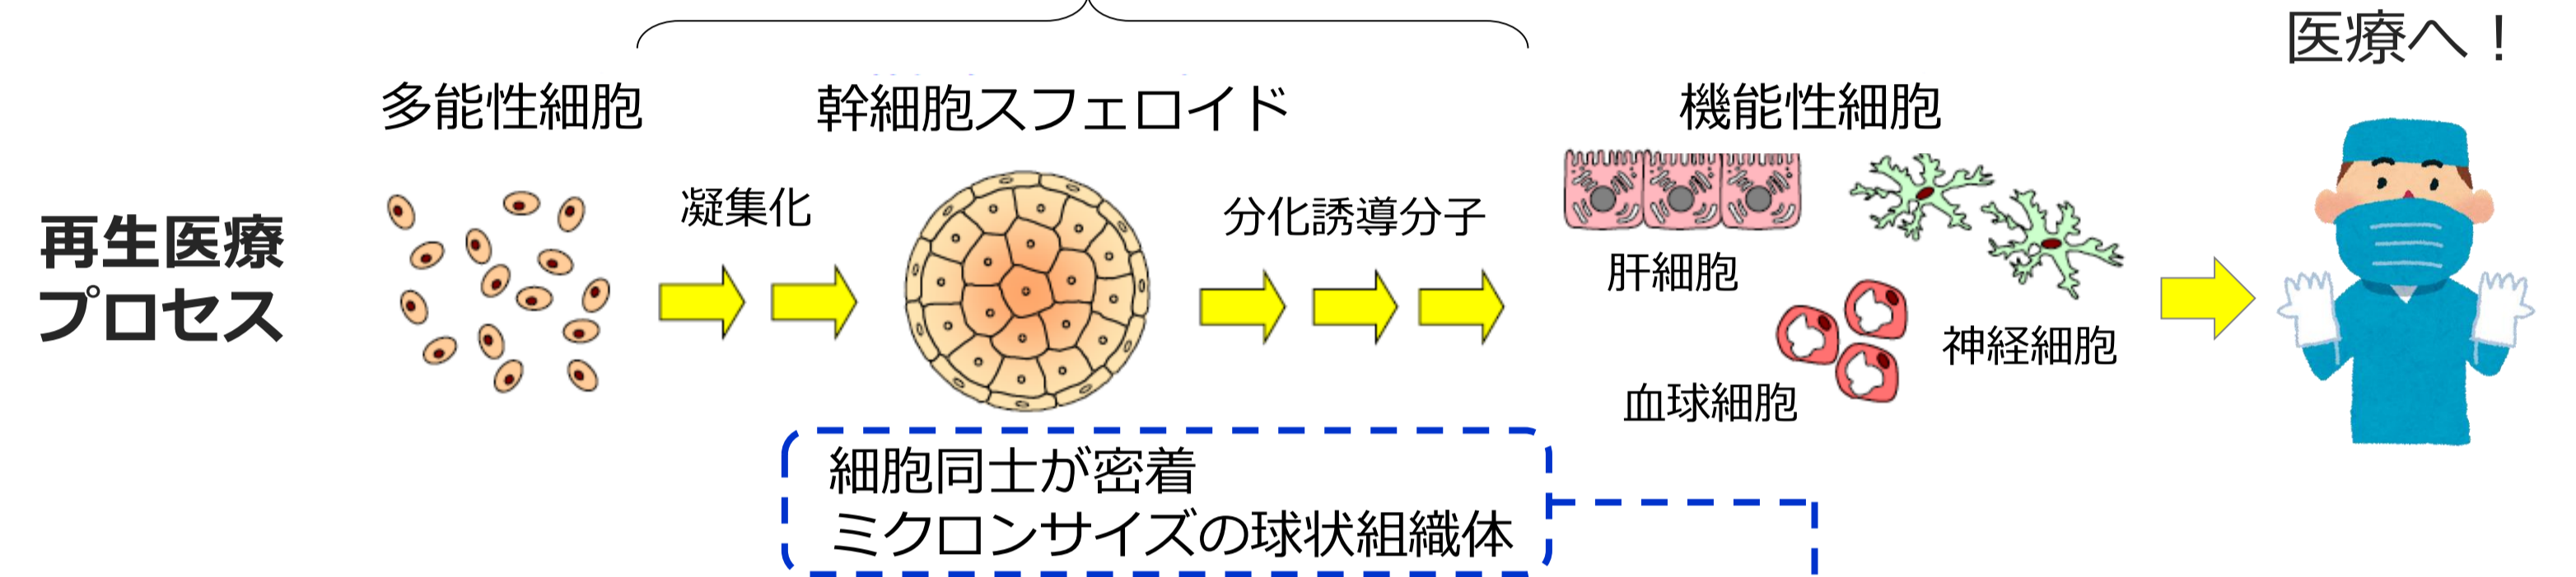 医療へ！
多能性細胞
幹細胞スフェロイド
機能性細胞
再生医療
プロセス
凝集化
分化誘導分子
肝細胞
神経細胞
血球細胞
細胞同士が密着
ミクロンサイズの球状組織体